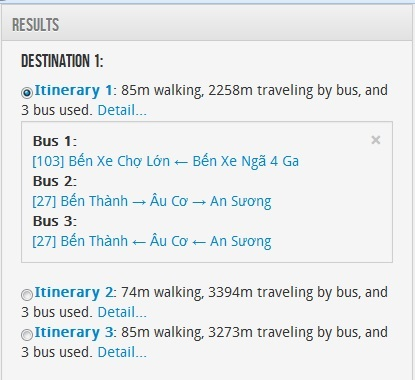 RESULTS
DESTINATION 1:
Itinerary 1: 85m walking, 2258m traveling by bus, and
3 bus used. Detail...
Bus 1:
×
[103] Bến Xe Chợ Lớn ← Bến Xe Ngã 4 Ga
Bus 2:
[27] Bến Thành → Âu Cơ → An Sương
Bus 3:
[27] Bến Thành ← Âu Cơ ← An Sương
Itinerary 2: 74m walking, 3394m traveling by bus, and
3 bus used. Detail...
Itinerary 3: 85m walking, 3273m traveling by bus, and
3 bus used. Detail...